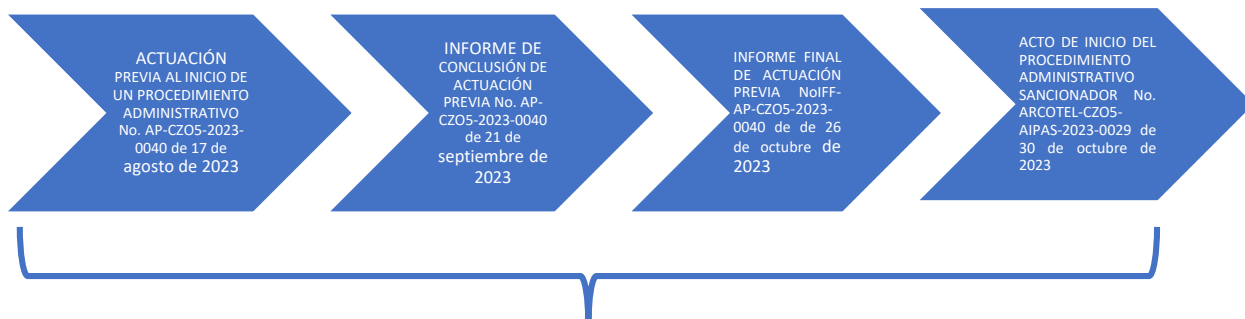 ACTUACIÓN
PREVIA AL INICIO DE
UN PROCEDIMIENTO
ADMINISTRATIVO
No. AP-CZO5-2023-
0040 de 17 de
agosto de 2023
INFORME DE
CONCLUSIÓN DE
ACTUACIÓN
PREVIA No. AP-
CZO5-2023-0040
de 21 de
septiembre de
2023
INFORME FINAL
DE ACTUACIÓN
PREVIA NoIFF-
AP-CZO5-2023-
0040 de de 26
de octubre de
2023
ACTO DE INICIO DEL
PROCEDIMIENTO
ADMINISTRATIVO
SANCIONADOR No.
ARCOTEL-CZO5-
AIPAS-2023-0029 de
30 de octubre de
2023